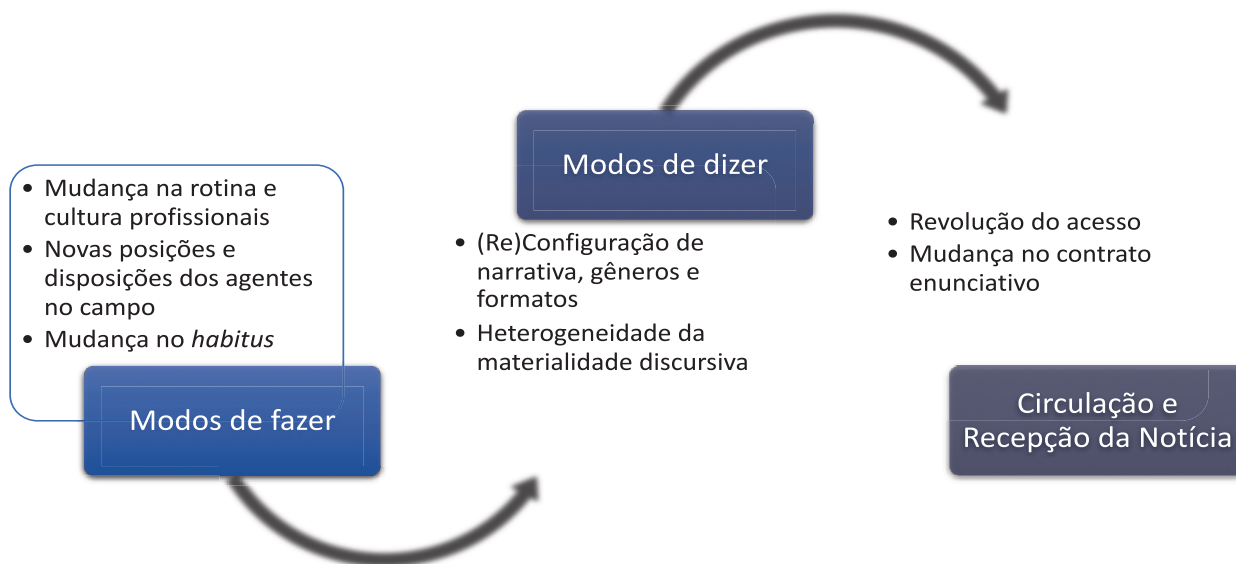 • Mudança na rotina e
cultura profissionais
• Novas posições e
disposições dos agentes
no campo
• Mudança no habitus
Modos de fazer
Modos de dizer
• (Re)Configuração de
narrativa, gêneros e
formatos
• Heterogeneidade da
materialidade discursiva
• Revolução do acesso
• Mudança no contrato
enunciativo
Circulação e
Recepção da Notícia